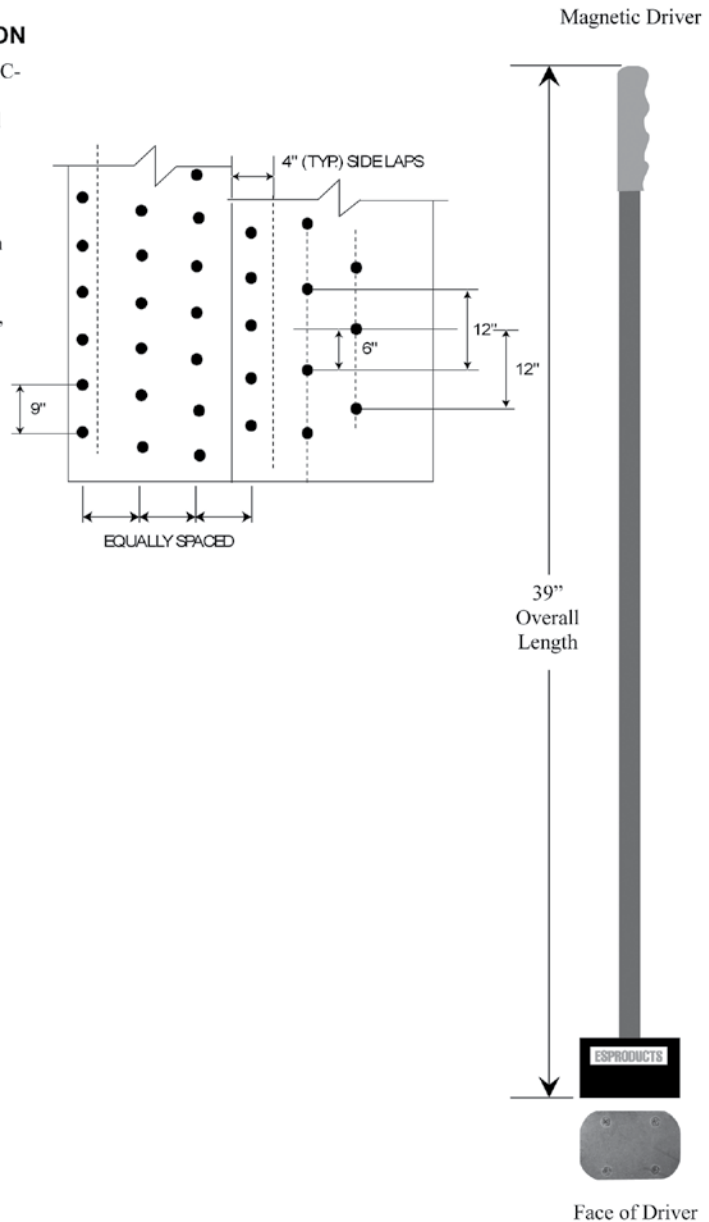 Magnetic Driver
ON
C-
4" (TYP.) SIDE LAPS
12"
6"
12"
9"
EQUALLY SPACED
39”
Overall
Length
ESPRODUCTS
Face of Driver